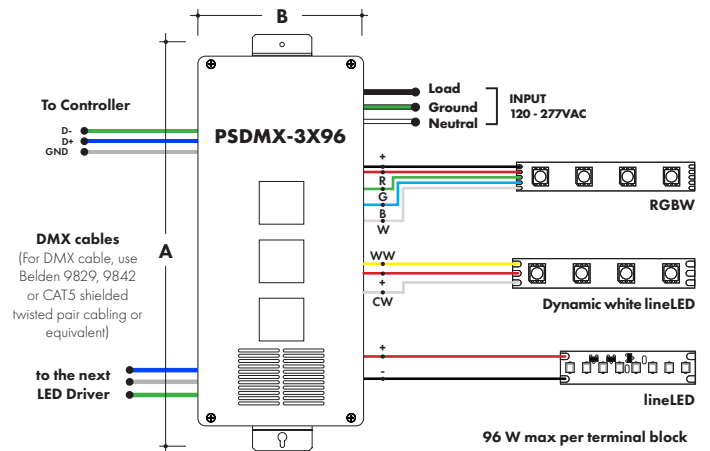 B
To Controller
D-
D+
GND
PSDMX-3X96
Load
Ground
Neutral
INPUT
120 - 277VAC
+
R
G
B
W
RGBW
DMX cables
(For DMX cable, use
Belden 9829, 9842
or CAT5 shielded
twisted pair cabling or
equivalent)
A
WW
+
CW
Dynamic white lineLED
to the next
LED Driver
+
-
lineLED
96 W max per terminal block